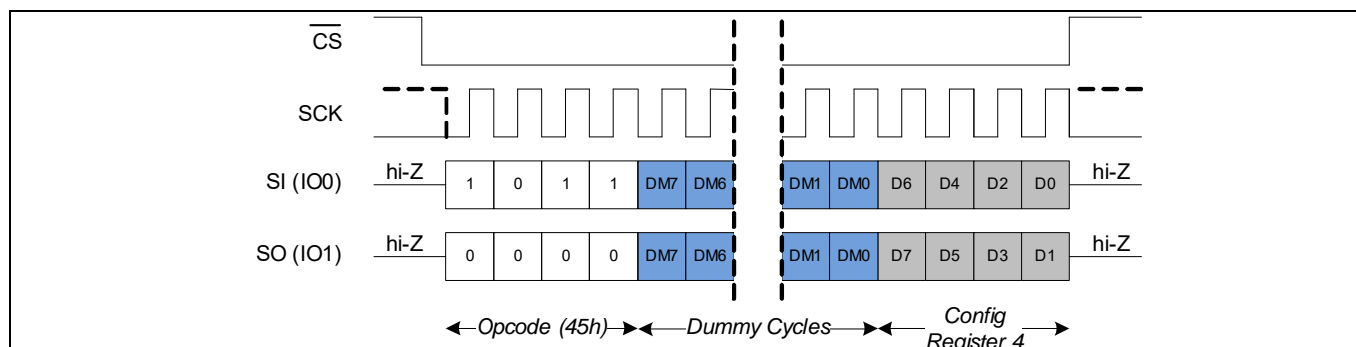 CS
SCK
hi-Z hi-Z
SI (IO0) 1 0 1 1 DM7 DM6 DM1 DM0 D6 D4 D2 D0
hi-Z hi-Z
SO (IO1) 0 0 0 0 DM7 DM6 DM1 DM0 D7 D5 D3 D1
Opcode (45h) Dummy Cycles Config
Register 4